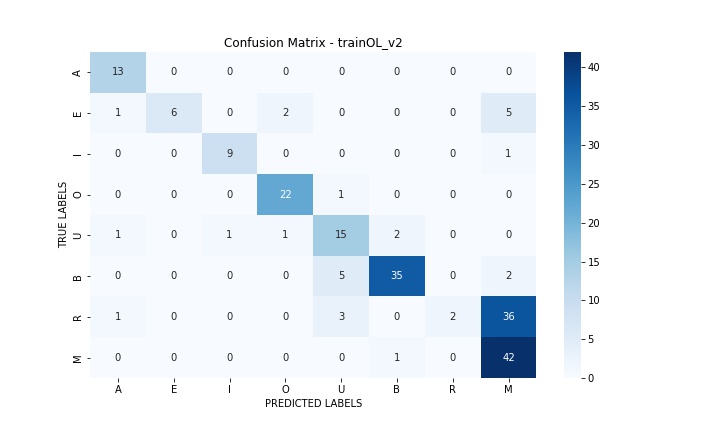 Confusion Matrix - trainOL_v2
A 13 0 0 0 0 0 0 0
E 1 6 0 2 0 0 0 5
I 0 0 9 0 0 0 0 1
O 0 0 0 22 1 0 0 0
U 1 0 1 1 15 2 0 0
B 0 0 0 0 5 35 0 2
R 1 0 0 0 3 0 2 36
M 0 0 0 0 0 1 0 42
A E I O U B R M
TRUE LABELS
PREDICTED LABELS
40
35
30
25
20
15
10
5
0